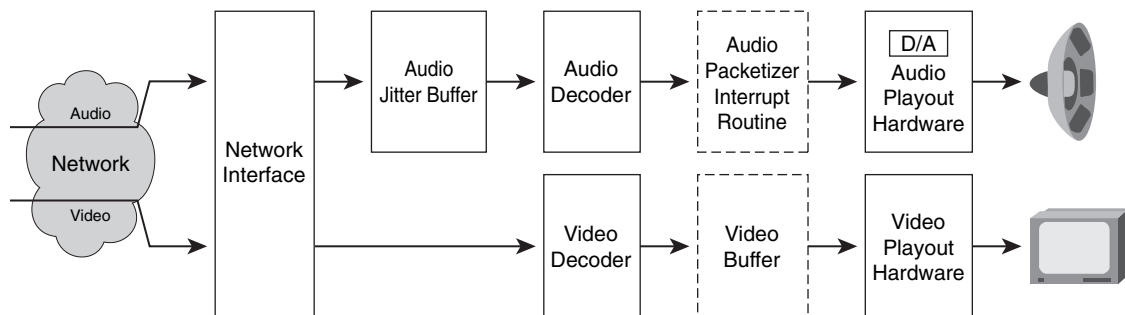 Audio
Network
Video
Network
Interface
Audio
Jitter Buffer
Audio
Decoder
Audio
Packetizer
Interrupt
Routine
D/A
Audio
Playout
Hardware
Video
Decoder
Video
Buffer
Video
Playout
Hardware